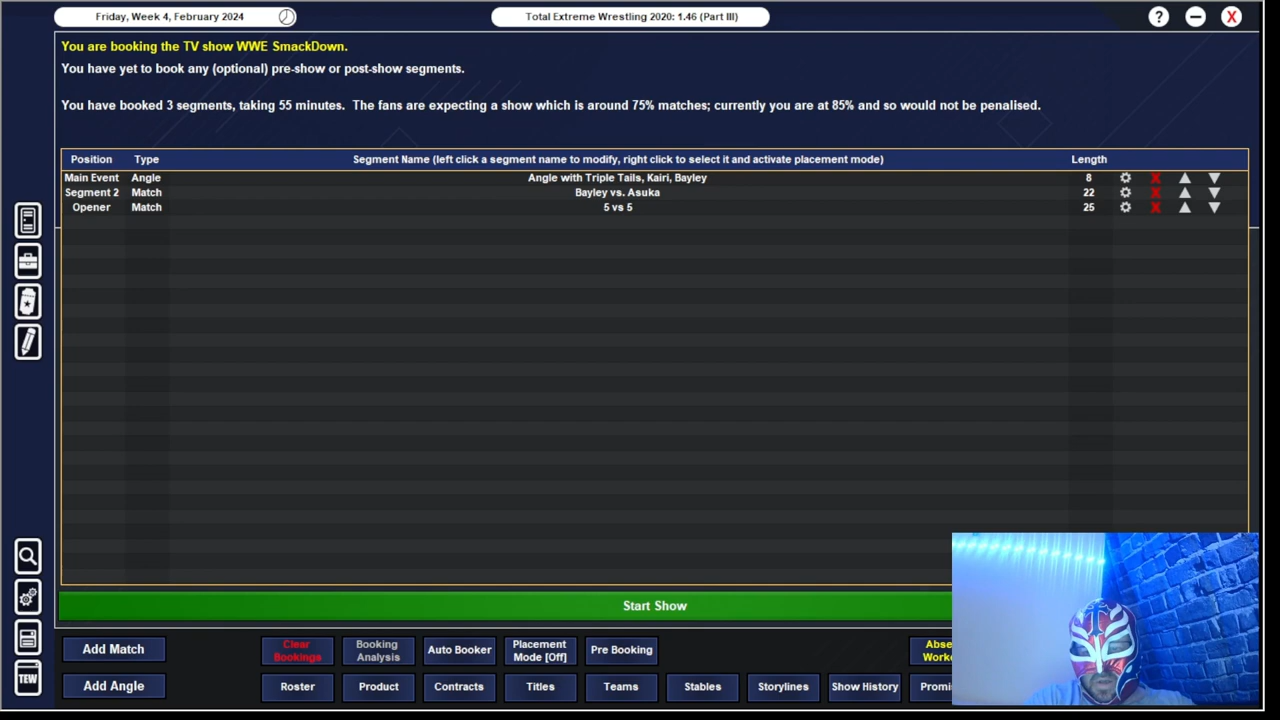 Friday, Week 4, February 2024
Total Extreme Wrestling 2020: 1.46 (Part III)
?
X
You are booking the TV show WWE SmackDown.
You have yet to book any (optional) pre-show or post-show segments.
You have booked 3 segments, taking 55 minutes. The fans are expecting a show which is around 75% matches; currently you are at 85% and so would not be penalised.
Position Type Segment Name (left click a segment name to modify, right click to select it and activate placement mode) Length
Main Event Angle Angle with Triple Tails, Kairi, Bayley 8 X
Segment 2 Match Bayley vs. Asuka 22 X
Opener Match 5 vs 5 25 X
Start Show
Add Match
Clear Bookings
Booking Analysis
Auto Booker
Placement Mode [Off]
Pre Booking
Add Angle
Roster
Product
Contracts
Titles
Teams
Stables
Storylines
Show History
TEW